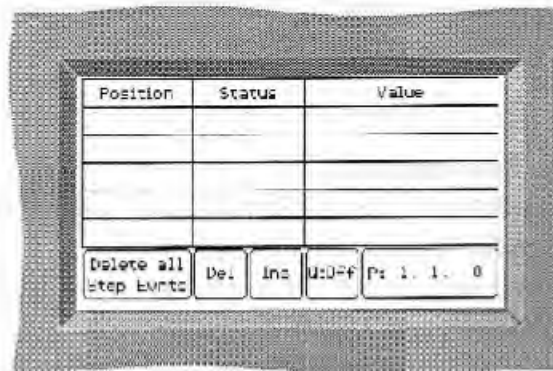 Position Status Value
Delete all Del Ins U:Off P: 1. 1. 0
Step Evnts